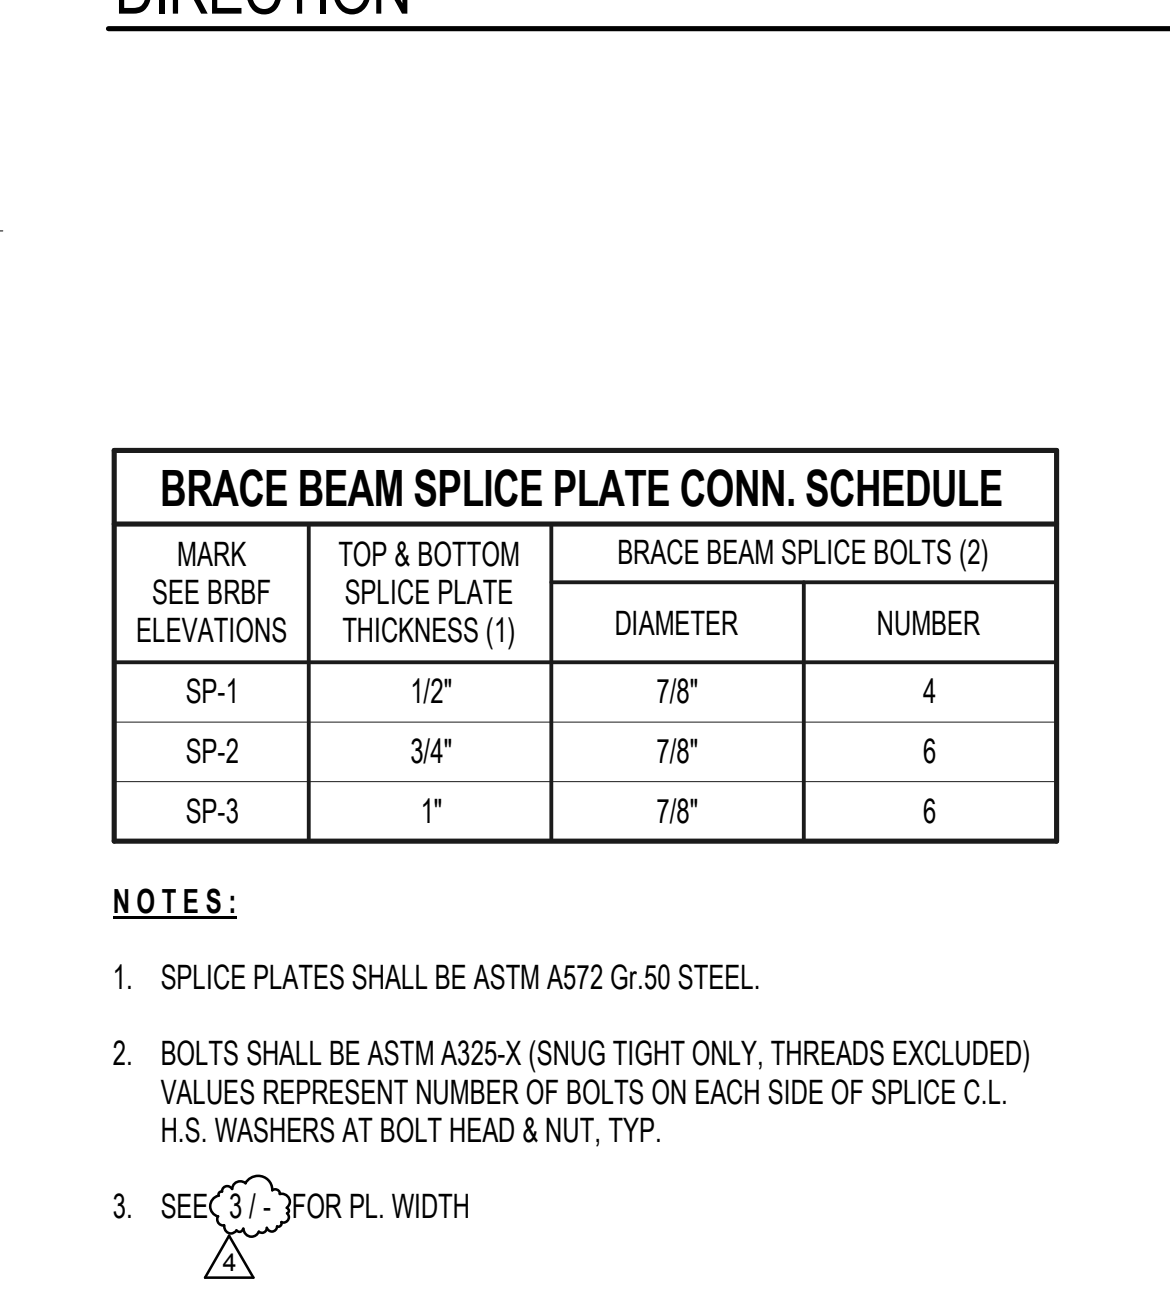 DIRECTION
BRACE BEAM SPLICE PLATE CONN. SCHEDULE
MARK
SEE BRBF
ELEVATIONS
TOP & BOTTOM
SPLICE PLATE
THICKNESS (1)
BRACE BEAM SPLICE BOLTS (2)
DIAMETER
NUMBER
SP-1 1/2" 7/8" 4
SP-2 3/4" 7/8" 6
SP-3 1" 7/8" 6
NOTES:
1. SPLICE PLATES SHALL BE ASTM A572 Gr.50 STEEL.
2. BOLTS SHALL BE ASTM A325-X (SNUG TIGHT ONLY, THREADS EXCLUDED)
VALUES REPRESENT NUMBER OF BOLTS ON EACH SIDE OF SPLICE C.L.
H.S. WASHERS AT BOLT HEAD & NUT, TYP.
3. SEE 3 / - FOR PL. WIDTH
4